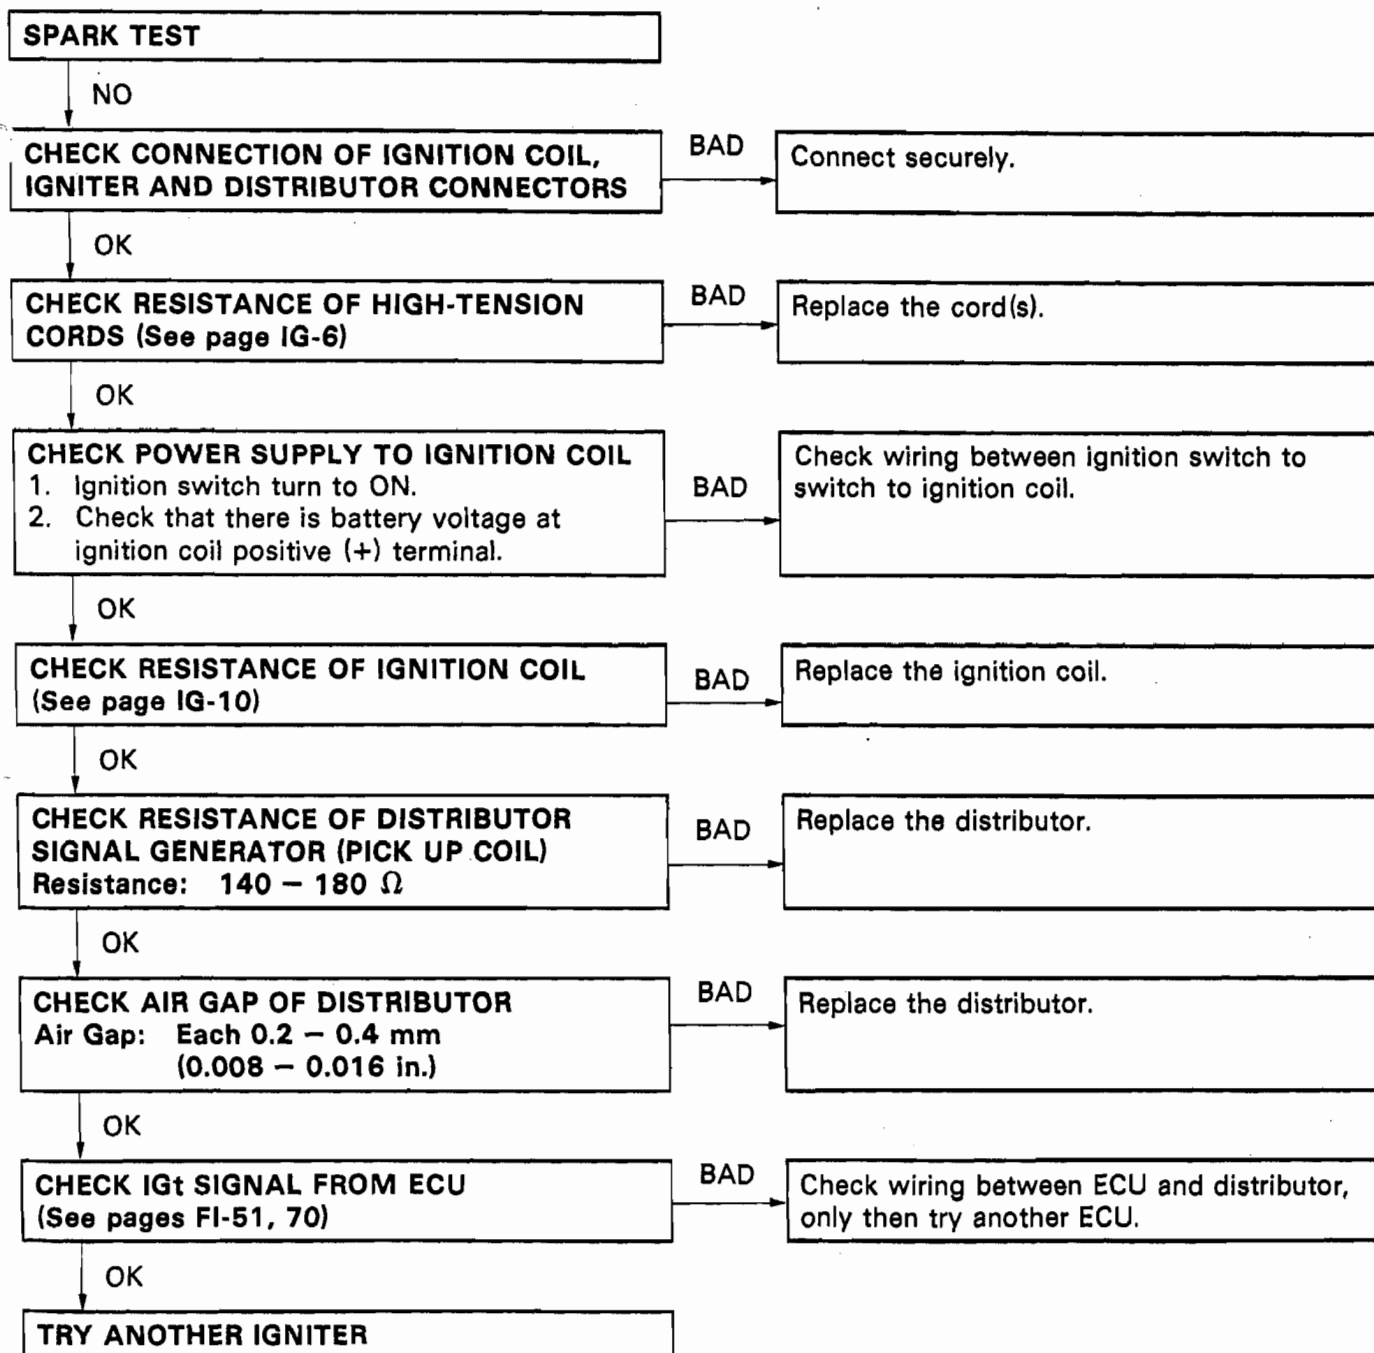 SPARK TEST
NO
CHECK CONNECTION OF IGNITION COIL,
IGNITER AND DISTRIBUTOR CONNECTORS
BAD
Connect securely.
OK
CHECK RESISTANCE OF HIGH-TENSION
CORDS (See page IG-6)
BAD
Replace the cord(s).
OK
CHECK POWER SUPPLY TO IGNITION COIL
1. Ignition switch turn to ON.
2. Check that there is battery voltage at
ignition coil positive (+) terminal.
BAD
Check wiring between ignition switch to
switch to ignition coil.
OK
CHECK RESISTANCE OF IGNITION COIL
(See page IG-10)
BAD
Replace the ignition coil.
OK
CHECK RESISTANCE OF DISTRIBUTOR
SIGNAL GENERATOR (PICK UP COIL)
Resistance: 140 – 180 Ω
BAD
Replace the distributor.
OK
CHECK AIR GAP OF DISTRIBUTOR
Air Gap: Each 0.2 – 0.4 mm
(0.008 – 0.016 in.)
BAD
Replace the distributor.
OK
CHECK IGt SIGNAL FROM ECU
(See pages FI-51, 70)
BAD
Check wiring between ECU and distributor,
only then try another ECU.
OK
TRY ANOTHER IGNITER